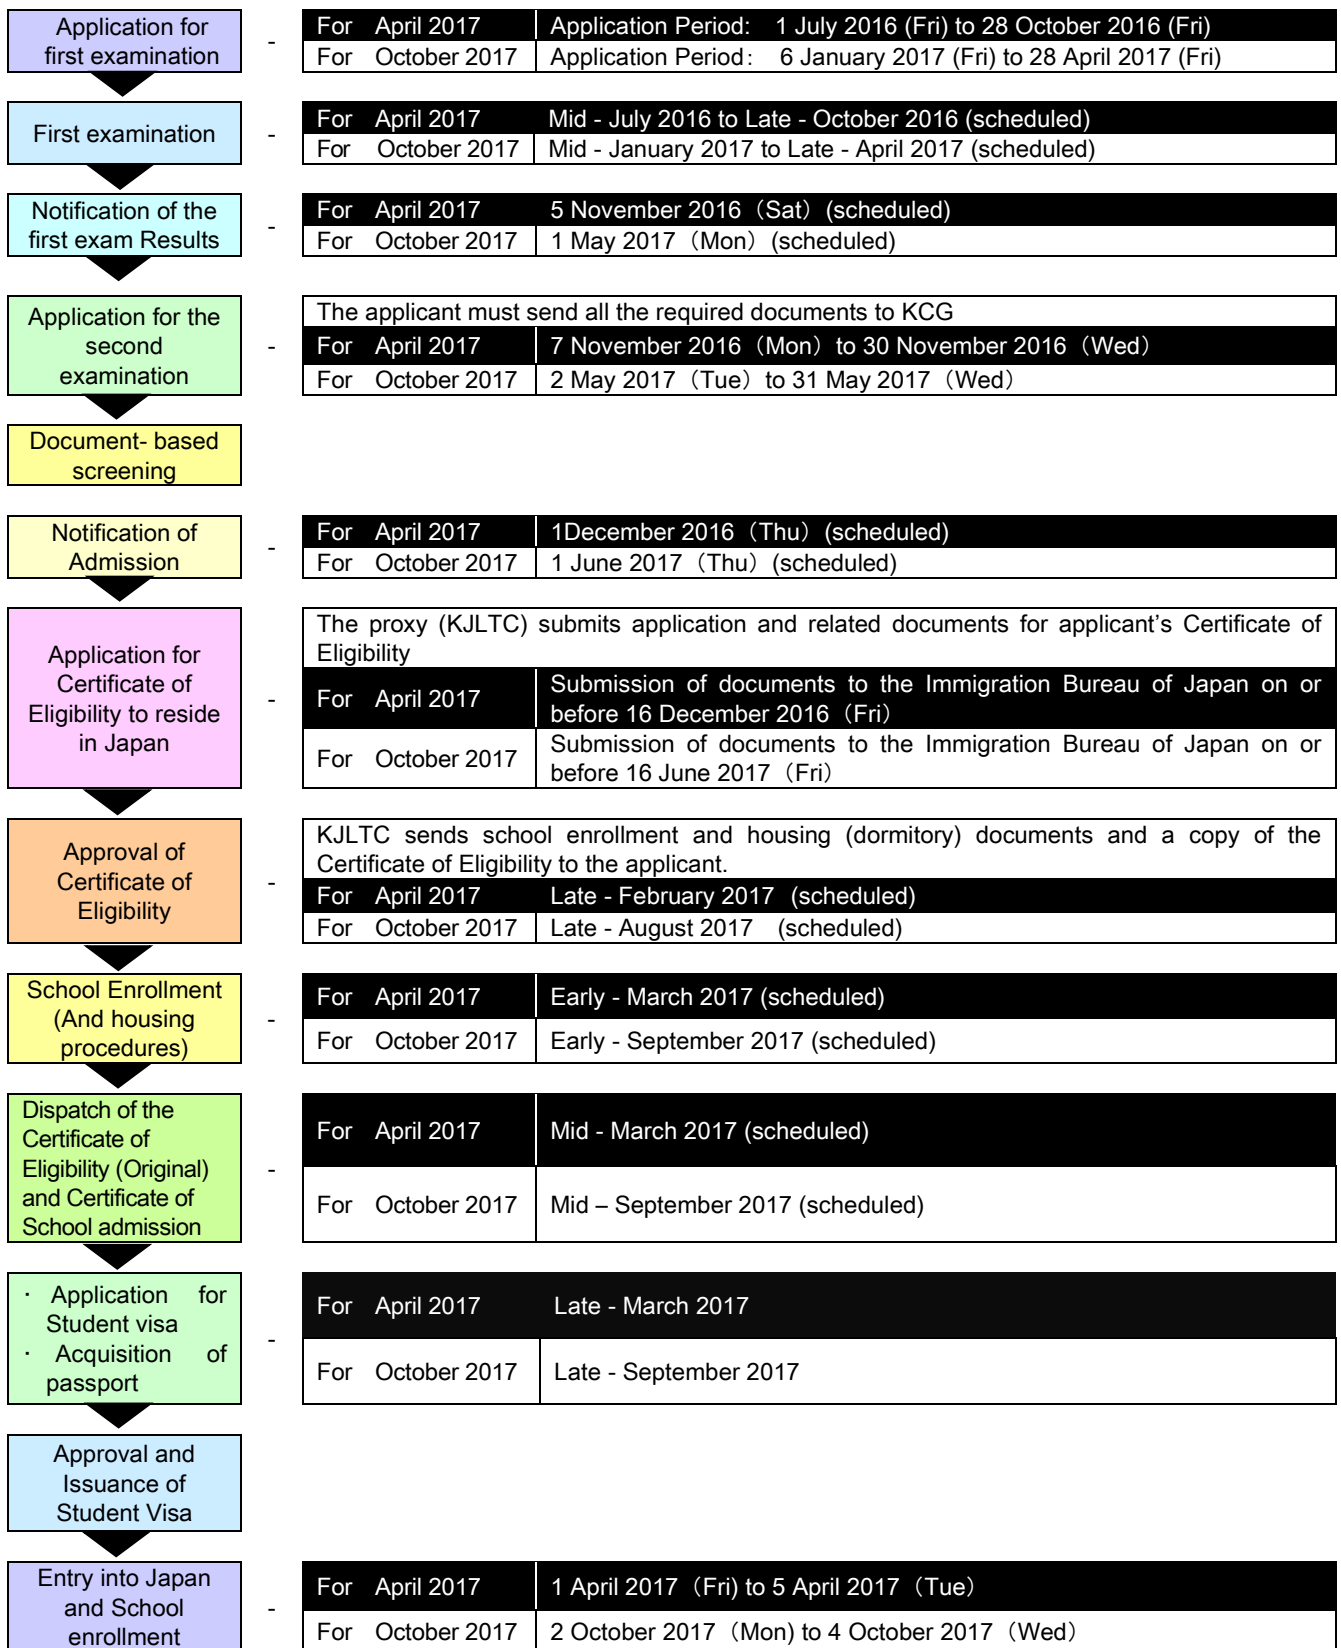 Application for
first examination
-
For April 2017 Application Period: 1 July 2016 (Fri) to 28 October 2016 (Fri)
For October 2017 Application Period： 6 January 2017 (Fri) to 28 April 2017 (Fri)
First examination
-
For April 2017 Mid - July 2016 to Late - October 2016 (scheduled)
For October 2017 Mid - January 2017 to Late - April 2017 (scheduled)
Notification of the
first exam Results
-
For April 2017 5 November 2016（Sat）(scheduled)
For October 2017 1 May 2017（Mon）(scheduled)
Application for the
second
examination
-
The applicant must send all the required documents to KCG
For April 2017 7 November 2016（Mon）to 30 November 2016（Wed）
For October 2017 2 May 2017（Tue）to 31 May 2017（Wed）
Document- based
screening
Notification of
Admission
-
For April 2017 1December 2016（Thu）(scheduled)
For October 2017 1 June 2017（Thu）(scheduled)
Application for
Certificate of
Eligibility to reside
in Japan
-
The proxy (KJLTC) submits application and related documents for applicant’s Certificate of
Eligibility
For April 2017 Submission of documents to the Immigration Bureau of Japan on or
before 16 December 2016（Fri）
For October 2017 Submission of documents to the Immigration Bureau of Japan on or
before 16 June 2017（Fri）
Approval of
Certificate of
Eligibility
-
KJLTC sends school enrollment and housing (dormitory) documents and a copy of the
Certificate of Eligibility to the applicant.
For April 2017 Late - February 2017 (scheduled)
For October 2017 Late - August 2017 (scheduled)
School Enrollment
(And housing
procedures)
-
For April 2017 Early - March 2017 (scheduled)
For October 2017 Early - September 2017 (scheduled)
Dispatch of the
Certificate of
Eligibility (Original)
and Certificate of
School admission
-
For April 2017 Mid - March 2017 (scheduled)
For October 2017 Mid – September 2017 (scheduled)
· Application for
Student visa
· Acquisition of
passport
-
For April 2017 Late - March 2017
For October 2017 Late - September 2017
Approval and
Issuance of
Student Visa
Entry into Japan
and School
enrollment
-
For April 2017 1 April 2017（Fri) to 5 April 2017（Tue）
For October 2017 2 October 2017（Mon) to 4 October 2017（Wed）